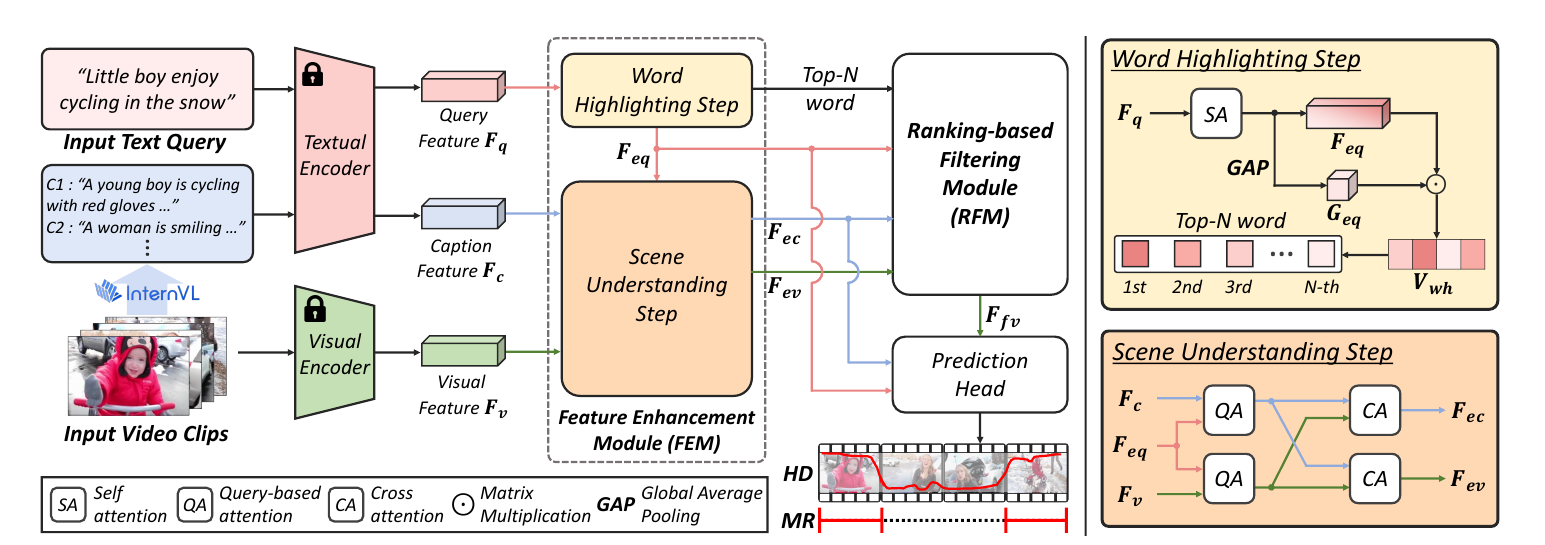 “Little boy enjoy
cycling in the snow”
Input Text Query
C1 : “A young boy is cycling
with red gloves …”
C2 : “A woman is smiling …”
⋮
InternVL
Input Video Clips
Textual
Encoder
Visual
Encoder
Query
Feature F_q
Caption
Feature F_c
Visual
Feature F_v
Word
Highlighting Step
F_eq
Scene
Understanding
Step
Feature Enhancement
Module (FEM)
Top-N
word
F_ec
F_ev
Ranking-based
Filtering
Module
(RFM)
F_fv
Prediction
Head
HD
MR
SA Self
attention
QA Query-based
attention
CA Cross
attention
⊙ Matrix
Multiplication
GAP Global Average
Pooling
Word Highlighting Step
F_q
SA
F_eq
GAP
G_eq
⊙
Top-N word
…
1st 2nd 3rd N-th
V_wh
Scene Understanding Step
F_c
QA
CA
F_ec
F_eq
F_v
QA
CA
F_ev